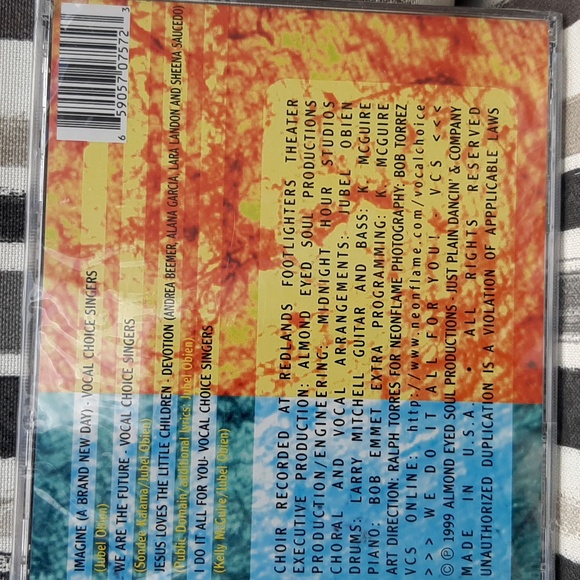 IMAGINE (A BRAND NEW DAY) - VOCAL CHOICE SINGERS
(Jubel Obien)
WE ARE THE FUTURE - VOCAL CHOICE SINGERS
(Jubel Obien)
JESUS LOVES THE LITTLE CHILDREN - DEVOTION (ANDREA BEEMER, ALANA GARCIA, LARA LANDON AND SHEENA SAUCEDO)
(Public Domain/additional lyrics: Jubel Obien)
I DO IT ALL FOR YOU - VOCAL CHOICE SINGERS
(Kelly McGuire/Jubel Obien)
6 59057 07572 3
CHOIR RECORDED AT REDLANDS FOOTLIGHTERS THEATER
EXECUTIVE PRODUCTION: ALMOND EYED SOUL PRODUCTIONS
PRODUCTION/ENGINEERING: MIDNIGHT HOUR STUDIOS
CHORAL AND VOCAL ARRANGEMENTS: JUBEL OBIEN
DRUMS: LARRY MITCHELL GUITAR AND BASS: K. MCGUIRE
PIANO: BOB EMMET EXTRA PROGRAMMING: K. MCGUIRE
ART DIRECTION: RALPH TORRES FOR NEONFLAME PHOTOGRAPHY: BOB TORREZ
VCS ONLINE: http://www.neonflame.com/vocalchoice
>>> WE DO IT ALL FOR YOU! - VCS <<<
©℗ 1999 ALMOND EYED SOUL PRODUCTIONS - JUST PLAIN DANCIN' & COMPANY
MADE IN U.S.A. • ALL RIGHTS RESERVED
UNAUTHORIZED DUPLICATION IS A VIOLATION OF APPPLICABLE LAWS